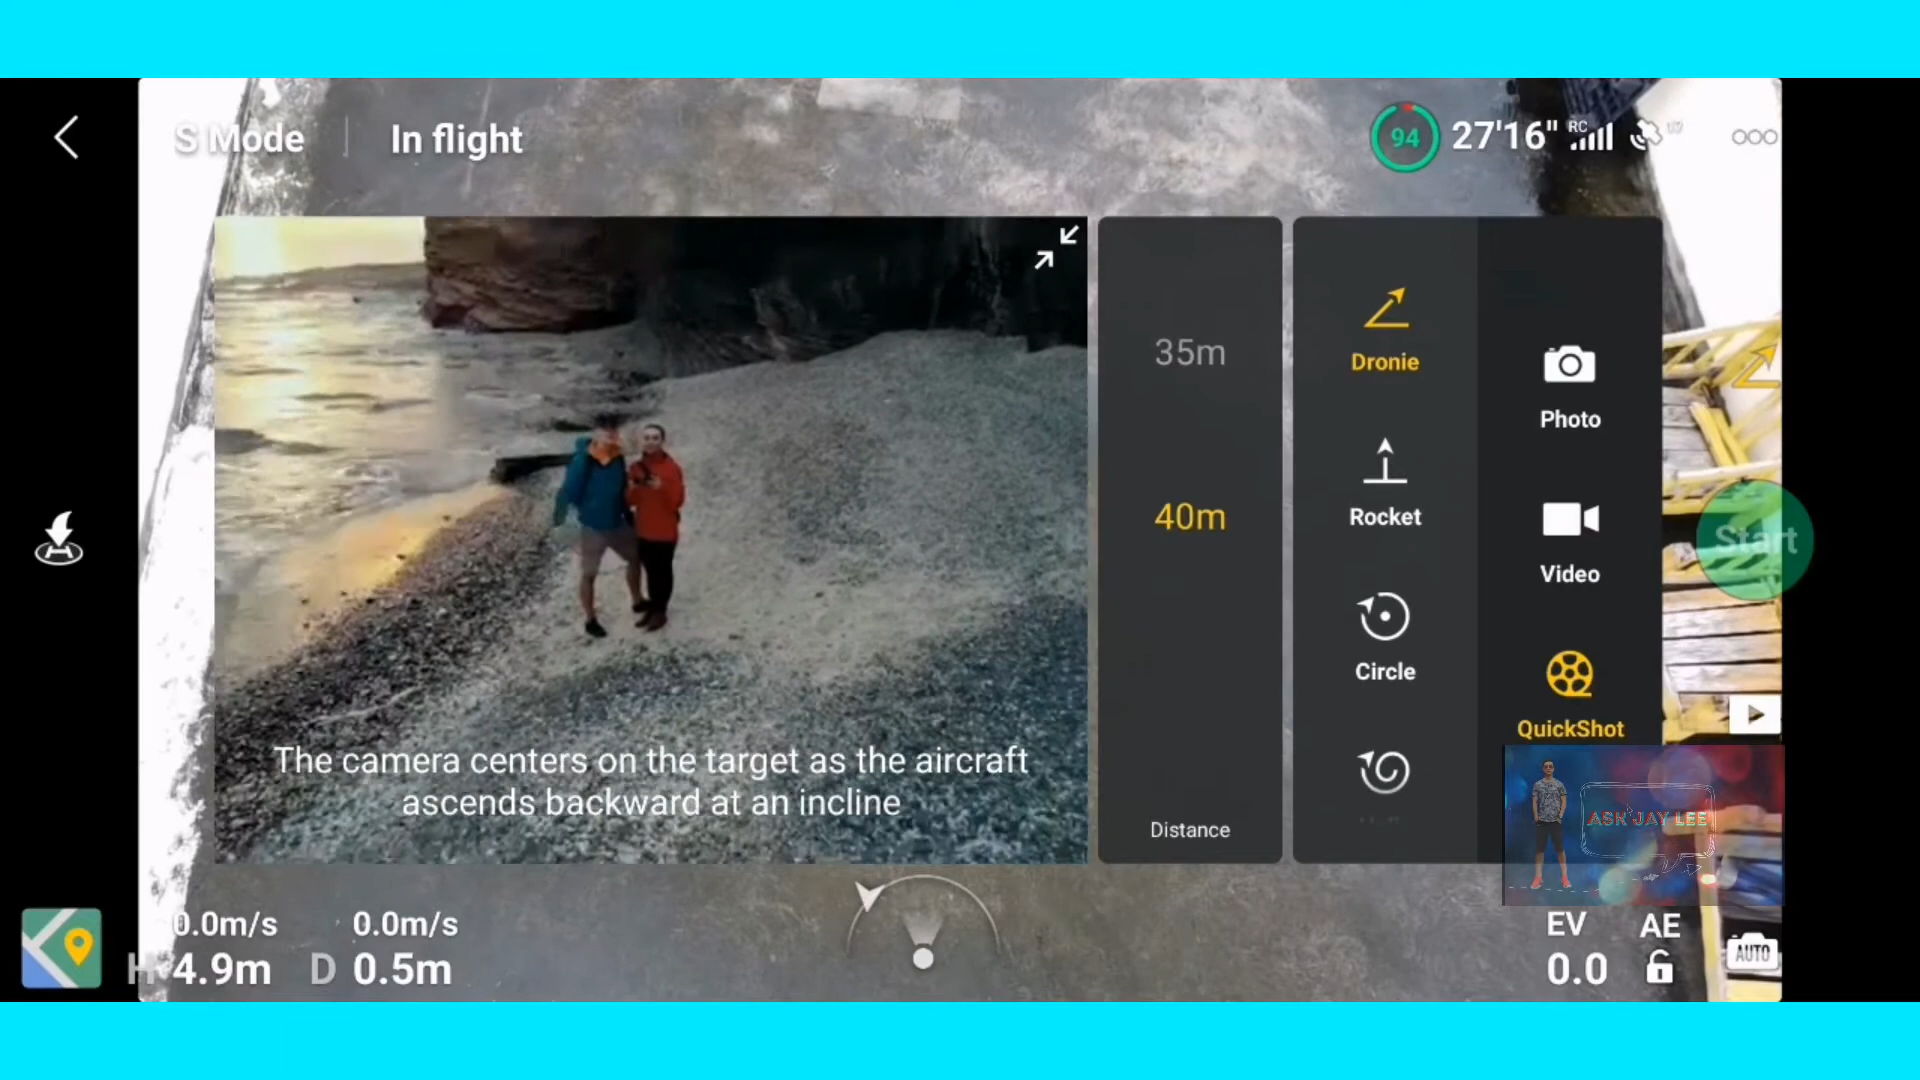 S Mode
In flight
94
27'16"
RC
17
35m
40m
Distance
Dronie
Rocket
Circle
Photo
Video
QuickShot
Start
The camera centers on the target as the aircraft
ascends backward at an incline
ASK JAY LEE
0.0m/s 0.0m/s
H 4.9m D 0.5m
EV AE
0.0
AUTO